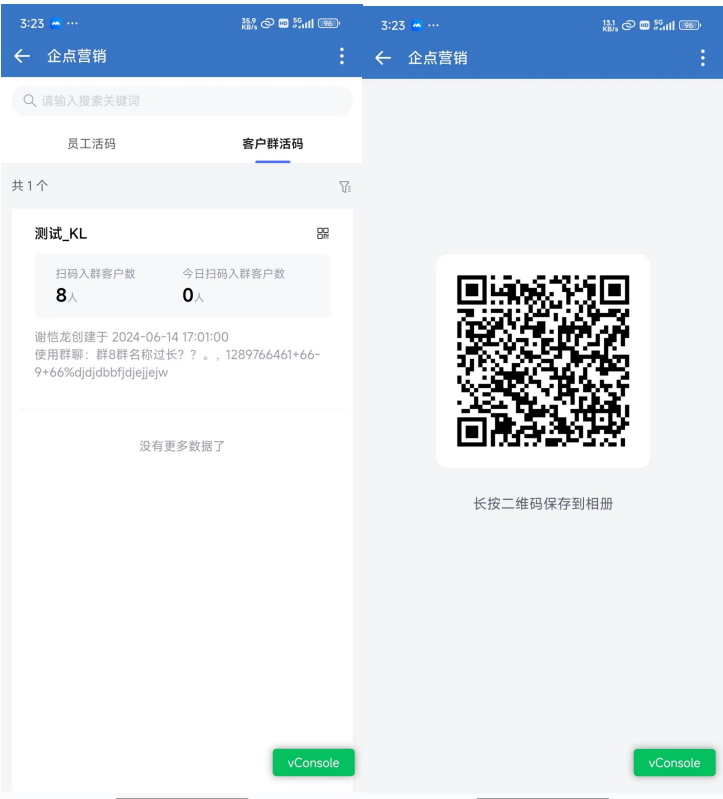 3:23 ··· 35.9 KB/s HD 5G 96
企点营销
请输入搜索关键词
员工活码 客户群活码
共1个
测试_KL
扫码入群客户数 今日扫码入群客户数
8人 0人
谢恺龙创建于 2024-06-14 17:01:00
使用群聊：群8群名称过长？？。, 1289766461+66-
9+66%djdjdbbfjdjejjejw
没有更多数据了
vConsole
3:23 ··· 13.1 KB/s HD 5G 96
企点营销
长按二维码保存到相册
vConsole